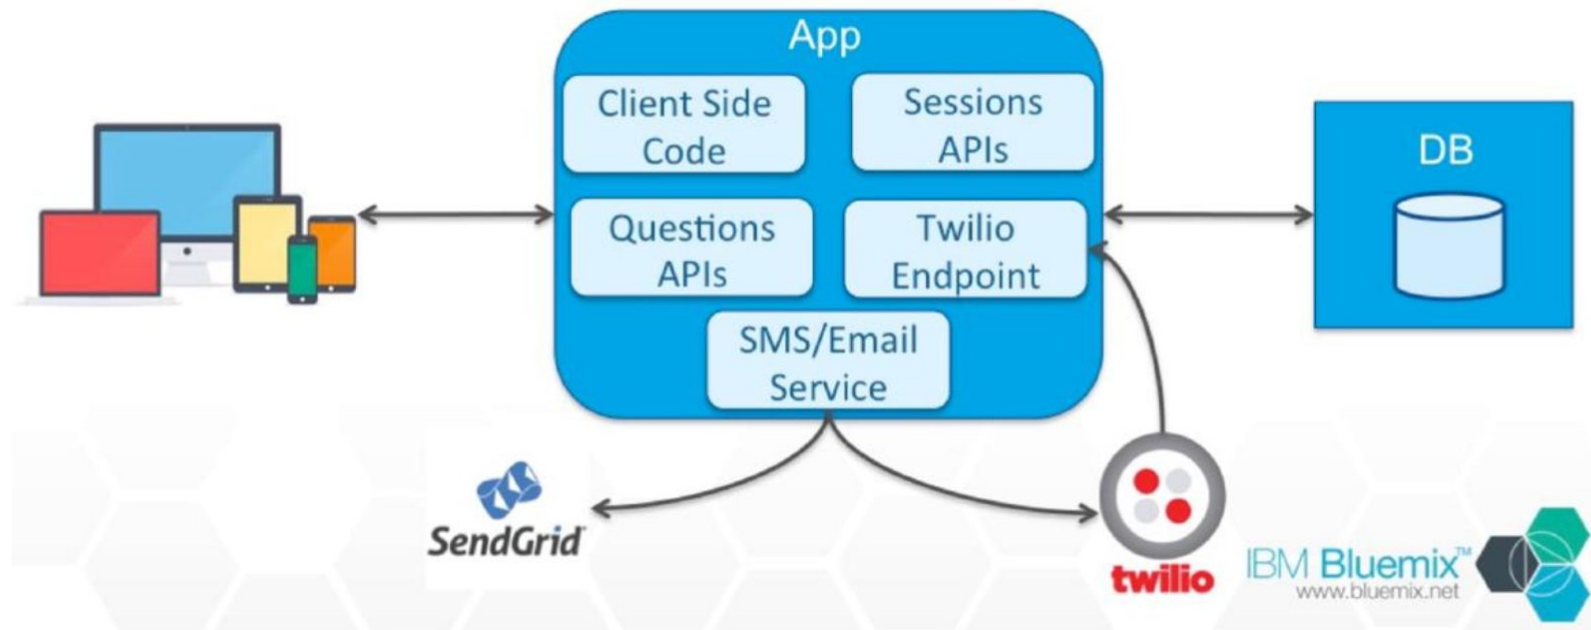 App
Client Side
Code
Sessions
APIs
Questions
APIs
Twilio
Endpoint
SMS/Email
Service
DB
SendGrid
twilio
IBM Bluemix™
www.bluemix.net